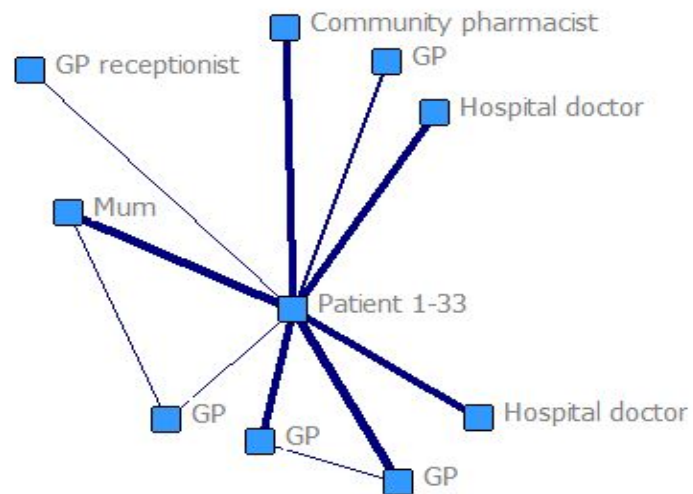 Community pharmacist
GP
GP receptionist
Hospital doctor
Mum
Patient 1-33
GP
Hospital doctor
GP
GP